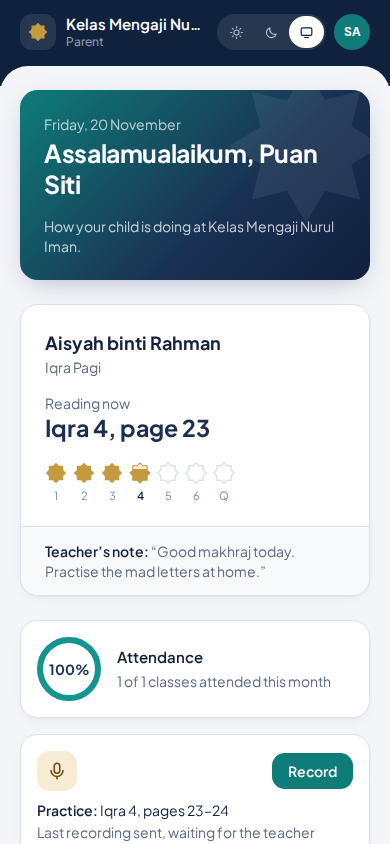 Kelas Mengaji Nu…
Parent
SA
Friday, 20 November
Assalamualaikum, Puan
Siti
How your child is doing at Kelas Mengaji Nurul
Iman.
Aisyah binti Rahman
Iqra Pagi
Reading now
Iqra 4, page 23
1 2 3 4 5 6 Q
Teacher’s note: “Good makhraj today.
Practise the mad letters at home.”
100%
Attendance
1 of 1 classes attended this month
Record
Practice: Iqra 4, pages 23–24
Last recording sent, waiting for the teacher